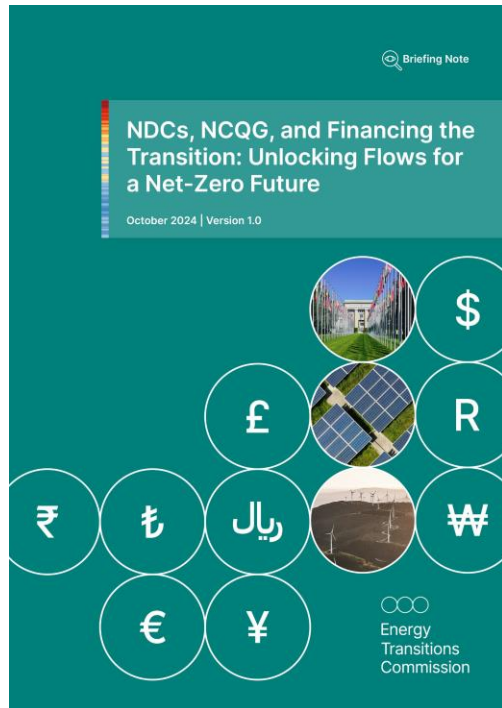 Briefing Note
NDCs, NCQG, and Financing the
Transition: Unlocking Flows for
a Net-Zero Future
October 2024 | Version 1.0
$
£
R
₹
₺
ریال
₩
€
¥
Energy
Transitions
Commission